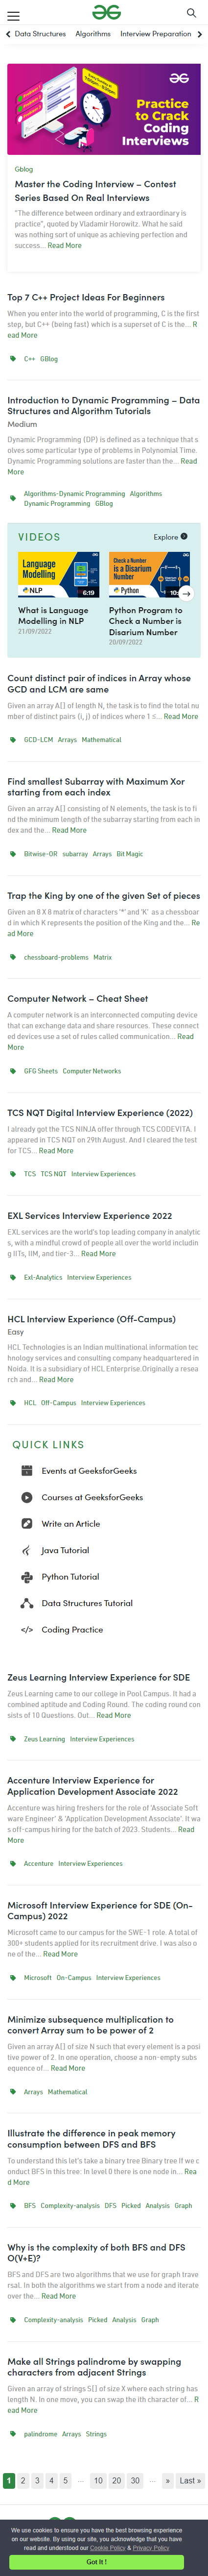 Data Structures Algorithms Interview Preparation
Practice to
Crack Coding
Interviews
Gblog
Master the Coding Interview – Contest
Series Based On Real Interviews
"The difference between ordinary and extraordinary is
practice", quoted by Vladamir Horowitz. What he said
was nothing sort of unique as achieving perfection and
success... Read More
Top 7 C++ Project Ideas For Beginners
When you enter into the world of programming, C is the first
step, but C++ (being fast) which is a superset of C is the ... R
ead More
C++ GBlog
Introduction to Dynamic Programming – Data
Structures and Algorithm Tutorials
Medium
Dynamic Programming (DP) is defined as a technique that s
olves some particular type of problems in Polynomial Time.
Dynamic Programming solutions are faster than the... Read
More
Algorithms-Dynamic Programming Algorithms
Dynamic Programming GBlog
VIDEOS
Explore
Language
Modelling
NLP
6:19
Check a Number
is Disarium
Number
Python
What is Language
Modelling in NLP
21/09/2022
Python Program to
Check a Number is
Disarium Number
20/09/2022
Count distinct pair of indices in Array whose
GCD and LCM are same
Given an array A[] of length N, the task is to find the total nu
mber of distinct pairs (i, j) of indices where 1 ≤... Read More
GCD-LCM Arrays Mathematical
Find smallest Subarray with Maximum Xor
starting from each index
Given an array A[] consisting of N elements, the task is to fi
nd the minimum length of the subarray starting from each in
dex and the... Read More
Bitwise-OR subarray Arrays Bit Magic
Trap the King by one of the given Set of pieces
Given an 8 X 8 matrix of characters '*' and 'K' as a chessboar
d in which K represents the position of the King and the... Re
ad More
chessboard-problems Matrix
Computer Network – Cheat Sheet
A computer network is an interconnected computing device
that can exchange data and share resources. These connect
ed devices use a set of rules called communication... Read
More
GFG Sheets Computer Networks
TCS NQT Digital Interview Experience (2022)
I already got the TCS NINJA offer through TCS CODEVITA. I
appeared in TCS NQT on 29th August. And I cleared the test
for TCS... Read More
TCS TCS NQT Interview Experiences
EXL Services Interview Experience 2022
EXL services are the world's top leading company in analytic
s, with a mindful crowd of people all over the world includin
g IITs, IIM, and tier-3... Read More
Exl-Analytics Interview Experiences
HCL Interview Experience (Off-Campus)
Easy
HCL Technologies is an Indian multinational information tec
hnology services and consulting company headquartered in
Noida. It is a subsidiary of HCL Enterprise.Originally a resea
rch and... Read More
HCL Off-Campus Interview Experiences
QUICK LINKS
Events at GeeksforGeeks
Courses at GeeksforGeeks
Write an Article
Java Tutorial
Python Tutorial
Data Structures Tutorial
Coding Practice
Zeus Learning Interview Experience for SDE
Zeus Learning came to our college in Pool Campus. It had a
combined aptitude and Coding Round. The coding round con
sists of 10 Questions. Out... Read More
Zeus Learning Interview Experiences
Accenture Interview Experience for
Application Development Associate 2022
Accenture was hiring freshers for the role of 'Associate Soft
ware Engineer' & 'Application Development Associate'. It wa
s off-campus hiring for the batch of 2023. Students... Read
More
Accenture Interview Experiences
Microsoft Interview Experience for SDE (On-
Campus) 2022
Microsoft came to our campus for the SWE-1 role. A total of
300+ students applied for its recruitment drive. I was also o
ne of the... Read More
Microsoft On-Campus Interview Experiences
Minimize subsequence multiplication to
convert Array sum to be power of 2
Given an array A[] of size N such that every element is a posi
tive power of 2. In one operation, choose a non-empty subs
equence of... Read More
Arrays Mathematical
Illustrate the difference in peak memory
consumption between DFS and BFS
To understand this let's take a binary tree Binary tree If we c
onduct BFS in this tree: In level 0 there is one node in... Rea
d More
BFS Complexity-analysis DFS Picked Analysis Graph
Why is the complexity of both BFS and DFS
O(V+E)?
BFS and DFS are two algorithms that we use for graph trave
rsal. In both the algorithms we start from a node and iterate
over the... Read More
Complexity-analysis Picked Analysis Graph
Make all Strings palindrome by swapping
characters from adjacent Strings
Given an array of strings S[] of size X where each string has
length N. In one move, you can swap the ith character of... R
ead More
palindrome Arrays Strings
1 2 3 4 5 ... 10 20 30 ... » Last »
We use cookies to ensure you have the best browsing experience
on our website. By using our site, you acknowledge that you have
read and understood our Cookie Policy & Privacy Policy
Got It !